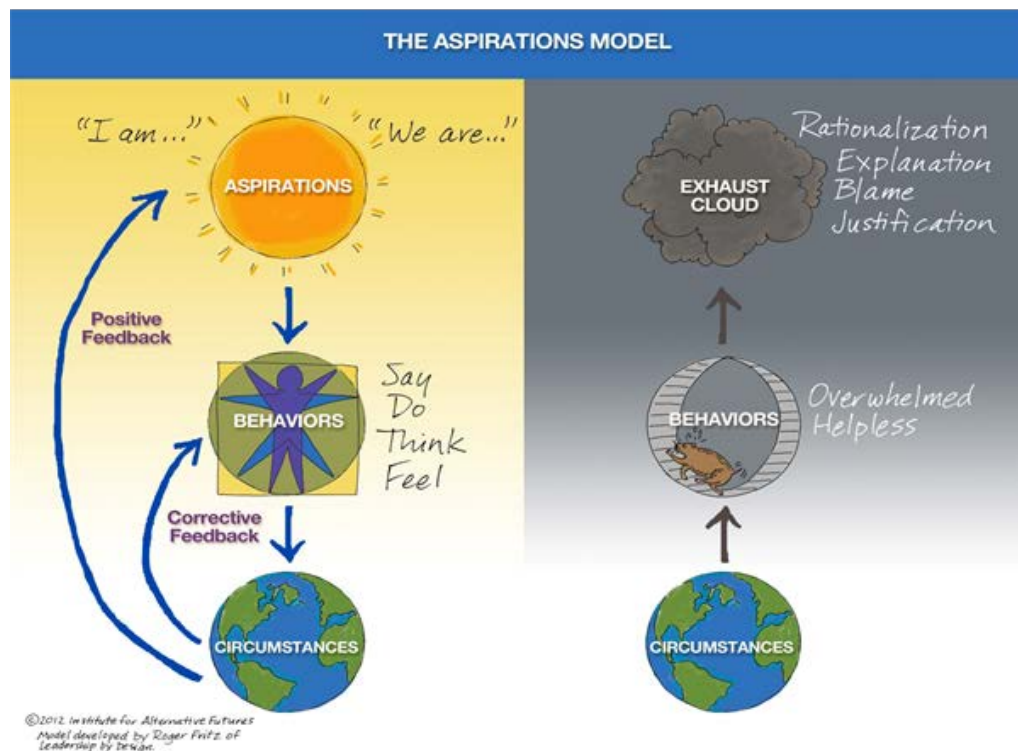 THE ASPIRATIONS MODEL
"I am..."
"We are..."
ASPIRATIONS
Positive
Feedback
BEHAVIORS
Say
Do
Think
Feel
Corrective
Feedback
CIRCUMSTANCES
EXHAUST
CLOUD
Rationalization
Explanation
Blame
Justification
BEHAVIORS
Overwhelmed
Helpless
CIRCUMSTANCES
©2012 Institute for Alternative Futures
Model developed by Roger Fritz of
Leadership by Design.